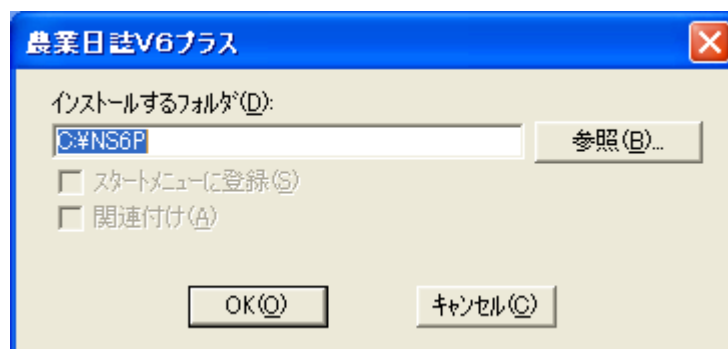 農業日誌V6プラス
インストールするフォルダ(D):
C:¥NS6P
参照(B)...
スタートメニューに登録(S)
関連付け(A)
OK(O)
キャンセル(C)